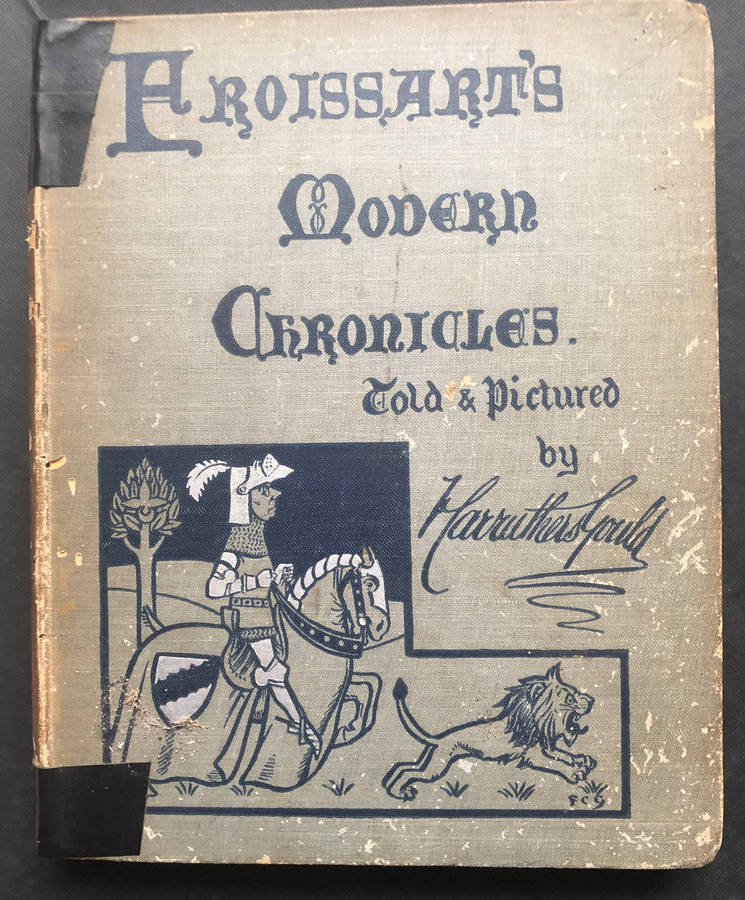 FROISSART'S
MODERN
CHRONICLES.
Told & Pictured
by
F Carruthers Gould
FCG